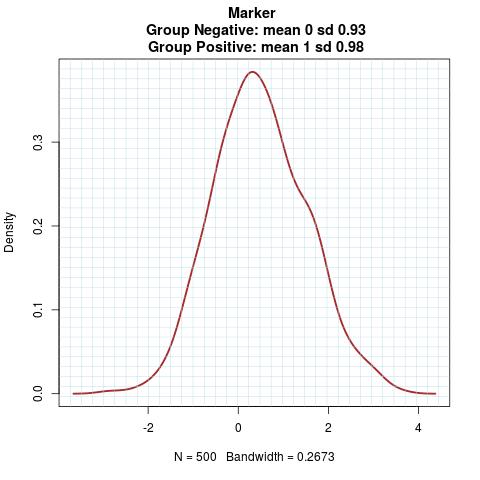 Marker
Group Negative: mean 0 sd 0.93
Group Positive: mean 1 sd 0.98
Density
0.3
0.2
0.1
0.0
-2 0 2 4
N = 500 Bandwidth = 0.2673